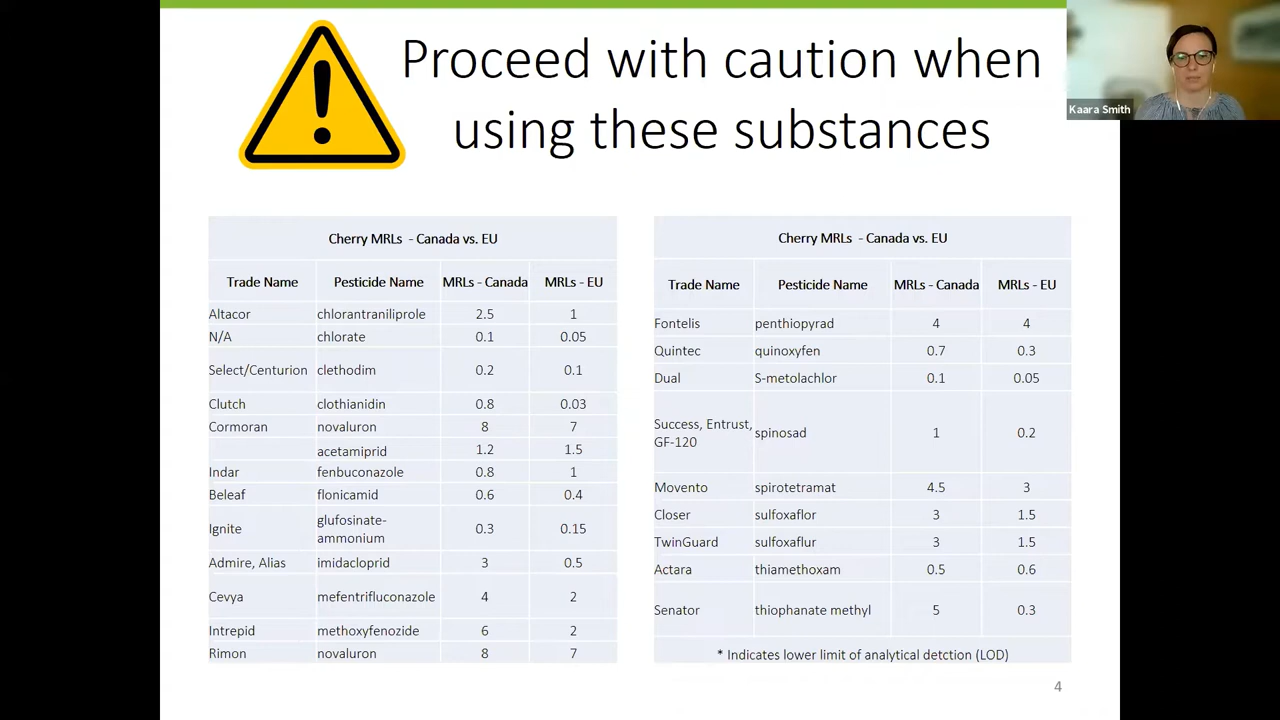 Proceed with caution when
using these substances
Kaara Smith
Cherry MRLs - Canada vs. EU
Trade Name Pesticide Name MRLs - Canada MRLs - EU
Altacor chlorantraniliprole 2.5 1
N/A chlorate 0.1 0.05
Select/Centurion clethodim 0.2 0.1
Clutch clothianidin 0.8 0.03
Cormoran novaluron 8 7
acetamiprid 1.2 1.5
Indar fenbuconazole 0.8 1
Beleaf flonicamid 0.6 0.4
Ignite glufosinate-
ammonium 0.3 0.15
Admire, Alias imidacloprid 3 0.5
Cevya mefentrifluconazole 4 2
Intrepid methoxyfenozide 6 2
Rimon novaluron 8 7
Cherry MRLs - Canada vs. EU
Trade Name Pesticide Name MRLs - Canada MRLs - EU
Fontelis penthiopyrad 4 4
Quintec quinoxyfen 0.7 0.3
Dual S-metolachlor 0.1 0.05
Success, Entrust,
GF-120 spinosad 1 0.2
Movento spirotetramat 4.5 3
Closer sulfoxaflor 3 1.5
TwinGuard sulfoxaflur 3 1.5
Actara thiamethoxam 0.5 0.6
Senator thiophanate methyl 5 0.3
* Indicates lower limit of analytical detction (LOD)
4